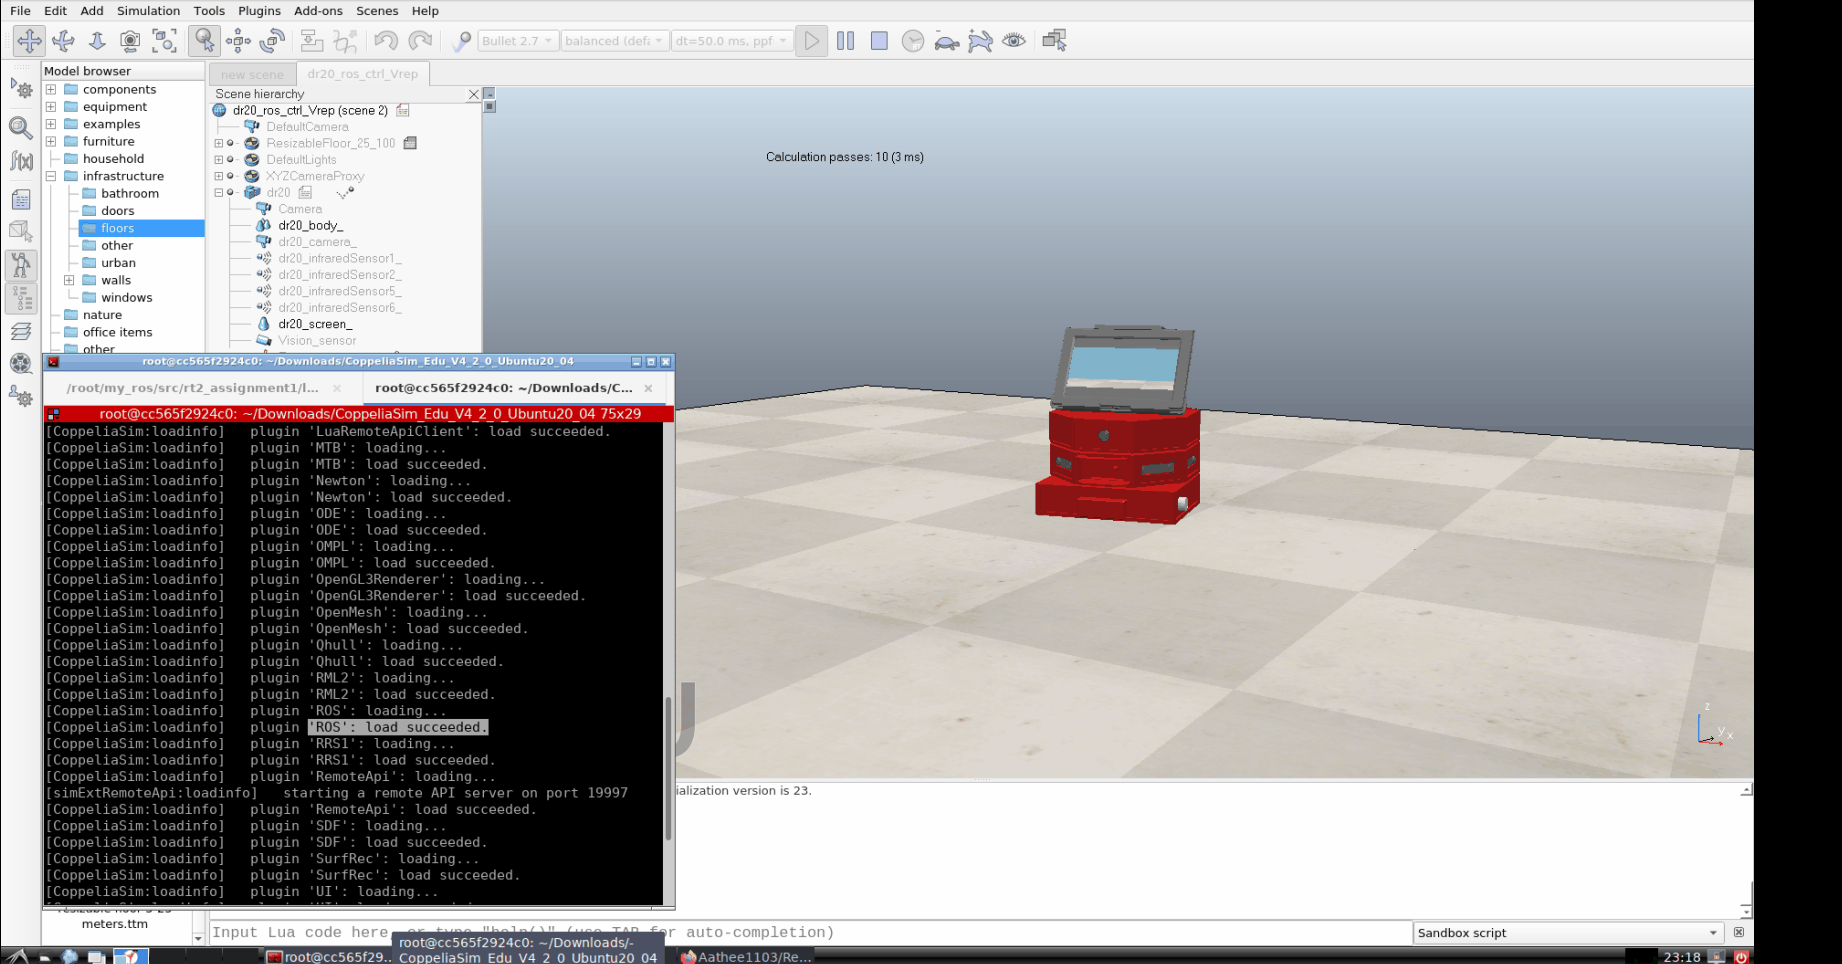 File Edit Add Simulation Tools Plugins Add-ons Scenes Help
Bullet 2.7 balanced (defa dt=50.0 ms, ppf
Model browser
components
equipment
examples
furniture
household
infrastructure
bathroom
doors
floors
other
urban
walls
windows
nature
office items
other
new scene dr20_ros_ctrl_Vrep
Scene hierarchy
dr20_ros_ctrl_Vrep (scene 2)
DefaultCamera
ResizableFloor_25_100
DefaultLights
XYZCameraProxy
dr20
Camera
dr20_body_
dr20_camera_
dr20_infraredSensor1_
dr20_infraredSensor2_
dr20_infraredSensor5_
dr20_infraredSensor6_
dr20_screen_
Vision_sensor
Calculation passes: 10 (3 ms)
z
y
x
root@cc565f2924c0: ~/Downloads/CoppeliaSim_Edu_V4_2_0_Ubuntu20_04
/root/my_ros/src/rt2_assignment1/l... root@cc565f2924c0: ~/Downloads/C...
root@cc565f2924c0: ~/Downloads/CoppeliaSim_Edu_V4_2_0_Ubuntu20_04 75x29
[CoppeliaSim:loadinfo] plugin 'LuaRemoteApiClient': load succeeded.
[CoppeliaSim:loadinfo] plugin 'MTB': loading...
[CoppeliaSim:loadinfo] plugin 'MTB': load succeeded.
[CoppeliaSim:loadinfo] plugin 'Newton': loading...
[CoppeliaSim:loadinfo] plugin 'Newton': load succeeded.
[CoppeliaSim:loadinfo] plugin 'ODE': loading...
[CoppeliaSim:loadinfo] plugin 'ODE': load succeeded.
[CoppeliaSim:loadinfo] plugin 'OMPL': loading...
[CoppeliaSim:loadinfo] plugin 'OMPL': load succeeded.
[CoppeliaSim:loadinfo] plugin 'OpenGL3Renderer': loading...
[CoppeliaSim:loadinfo] plugin 'OpenGL3Renderer': load succeeded.
[CoppeliaSim:loadinfo] plugin 'OpenMesh': loading...
[CoppeliaSim:loadinfo] plugin 'OpenMesh': load succeeded.
[CoppeliaSim:loadinfo] plugin 'Qhull': loading...
[CoppeliaSim:loadinfo] plugin 'Qhull': load succeeded.
[CoppeliaSim:loadinfo] plugin 'RML2': loading...
[CoppeliaSim:loadinfo] plugin 'RML2': load succeeded.
[CoppeliaSim:loadinfo] plugin 'ROS': loading...
[CoppeliaSim:loadinfo] plugin 'ROS': load succeeded.
[CoppeliaSim:loadinfo] plugin 'RRS1': loading...
[CoppeliaSim:loadinfo] plugin 'RRS1': load succeeded.
[CoppeliaSim:loadinfo] plugin 'RemoteApi': loading...
[simExtRemoteApi:loadinfo] starting a remote API server on port 19997
[CoppeliaSim:loadinfo] plugin 'RemoteApi': load succeeded.
[CoppeliaSim:loadinfo] plugin 'SDF': loading...
[CoppeliaSim:loadinfo] plugin 'SDF': load succeeded.
[CoppeliaSim:loadinfo] plugin 'SurfRec': loading...
[CoppeliaSim:loadinfo] plugin 'SurfRec': load succeeded.
[CoppeliaSim:loadinfo] plugin 'UI': loading...
ialization version is 23.
meters.ttm
Input Lua code here, or type "help()" (use TAB for auto-completion)
Sandbox script
root@cc565f29...
root@cc565f2924c0: ~/Downloads/-
CoppeliaSim_Edu_V4_2_0_Ubuntu20_04
Aathee1103/Re...
23:18